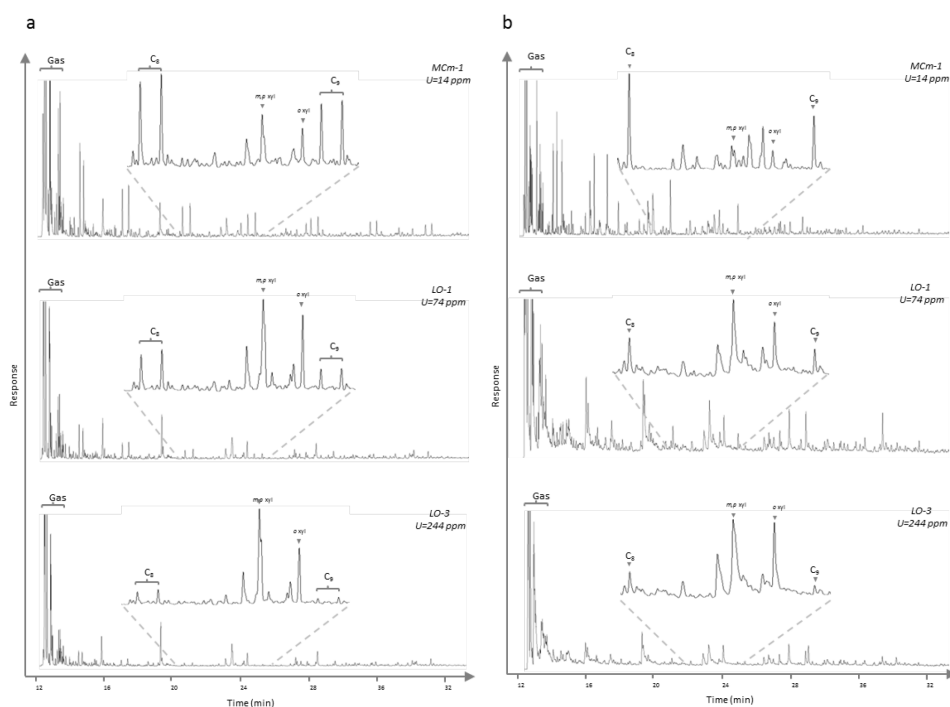 a
Gas
C8
m,p xyl
o xyl
C9
MCm-1
U=14 ppm
Gas
C8
m,p xyl
o xyl
C9
LO-1
U=74 ppm
Gas
C8
m,p xyl
o xyl
C9
LO-3
U=244 ppm
Response
12
16
20
24
28
36
32
Time (min)
b
Gas
C8
m,p xyl
o xyl
C9
MCm-1
U=14 ppm
Gas
C8
m,p xyl
o xyl
C9
LO-1
U=74 ppm
Gas
C8
m,p xyl
o xyl
C9
LO-3
U=244 ppm
Response
12
16
20
24
28
36
32
Time (min)